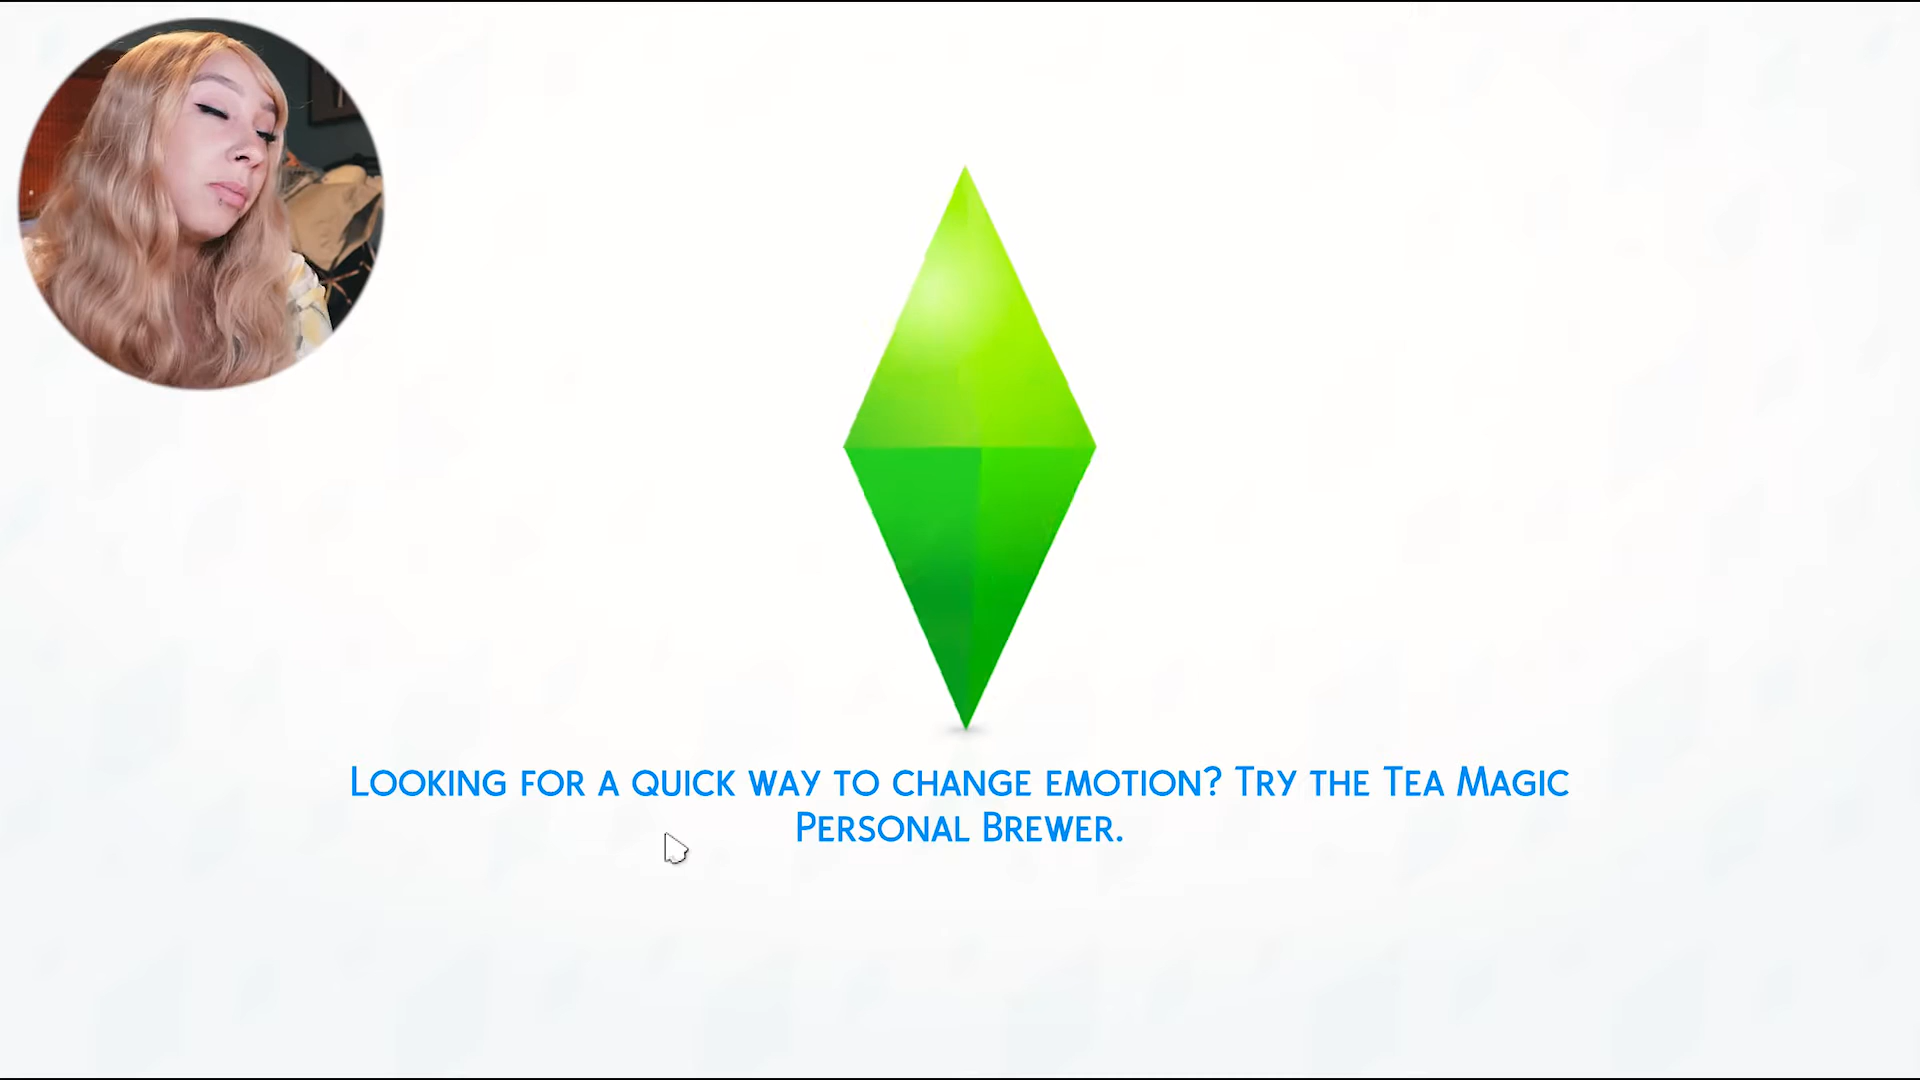 Looking for a quick way to change emotion? Try the Tea Magic
Personal Brewer.